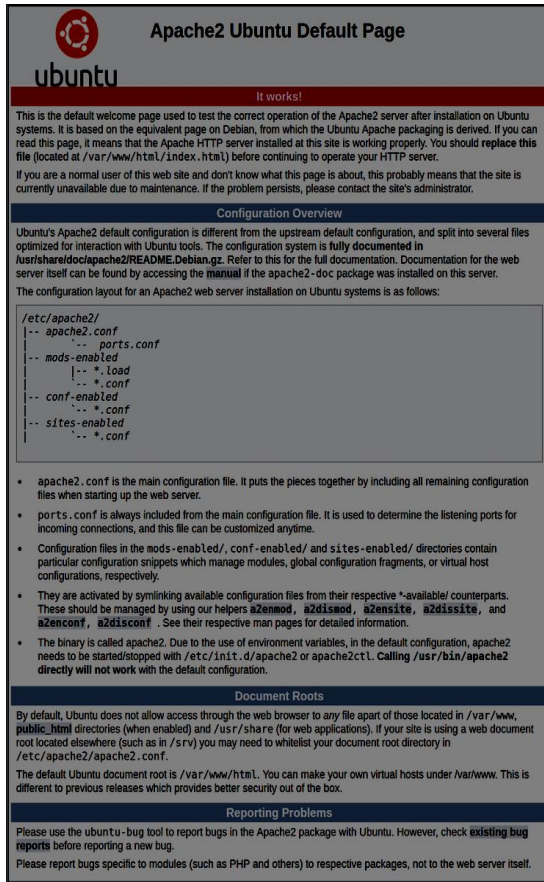 Apache2 Ubuntu Default Page
ubuntu
It works!
This is the default welcome page used to test the correct operation of the Apache2 server after installation on Ubuntu
systems. It is based on the equivalent page on Debian, from which the Ubuntu Apache packaging is derived. If you can
read this page, it means that the Apache HTTP server installed at this site is working properly. You should replace this
file (located at /var/www/html/index.html) before continuing to operate your HTTP server.
If you are a normal user of this web site and don't know what this page is about, this probably means that the site is
currently unavailable due to maintenance. If the problem persists, please contact the site's administrator.
Configuration Overview
Ubuntu's Apache2 default configuration is different from the upstream default configuration, and split into several files
optimized for interaction with Ubuntu tools. The configuration system is fully documented in
/usr/share/doc/apache2/README.Debian.gz. Refer to this for the full documentation. Documentation for the web
server itself can be found by accessing the manual if the apache2-doc package was installed on this server.
The configuration layout for an Apache2 web server installation on Ubuntu systems is as follows:
/etc/apache2/
|-- apache2.conf
|       `--  ports.conf
|-- mods-enabled
|       |-- *.load
|       `-- *.conf
|-- conf-enabled
|       `-- *.conf
|-- sites-enabled
|       `-- *.conf
• apache2.conf is the main configuration file. It puts the pieces together by including all remaining configuration
files when starting up the web server.
• ports.conf is always included from the main configuration file. It is used to determine the listening ports for
incoming connections, and this file can be customized anytime.
• Configuration files in the mods-enabled/, conf-enabled/ and sites-enabled/ directories contain
particular configuration snippets which manage modules, global configuration fragments, or virtual host
configurations, respectively.
• They are activated by symlinking available configuration files from their respective *-available/ counterparts.
These should be managed by using our helpers a2enmod, a2dismod, a2ensite, a2dissite, and
a2enconf, a2disconf . See their respective man pages for detailed information.
• The binary is called apache2. Due to the use of environment variables, in the default configuration, apache2
needs to be started/stopped with /etc/init.d/apache2 or apache2ctl. Calling /usr/bin/apache2
directly will not work with the default configuration.
Document Roots
By default, Ubuntu does not allow access through the web browser to any file apart of those located in /var/www,
public_html directories (when enabled) and /usr/share (for web applications). If your site is using a web document
root located elsewhere (such as in /srv) you may need to whitelist your document root directory in
/etc/apache2/apache2.conf.
The default Ubuntu document root is /var/www/html. You can make your own virtual hosts under /var/www. This is
different to previous releases which provides better security out of the box.
Reporting Problems
Please use the ubuntu-bug tool to report bugs in the Apache2 package with Ubuntu. However, check existing bug
reports before reporting a new bug.
Please report bugs specific to modules (such as PHP and others) to respective packages, not to the web server itself.